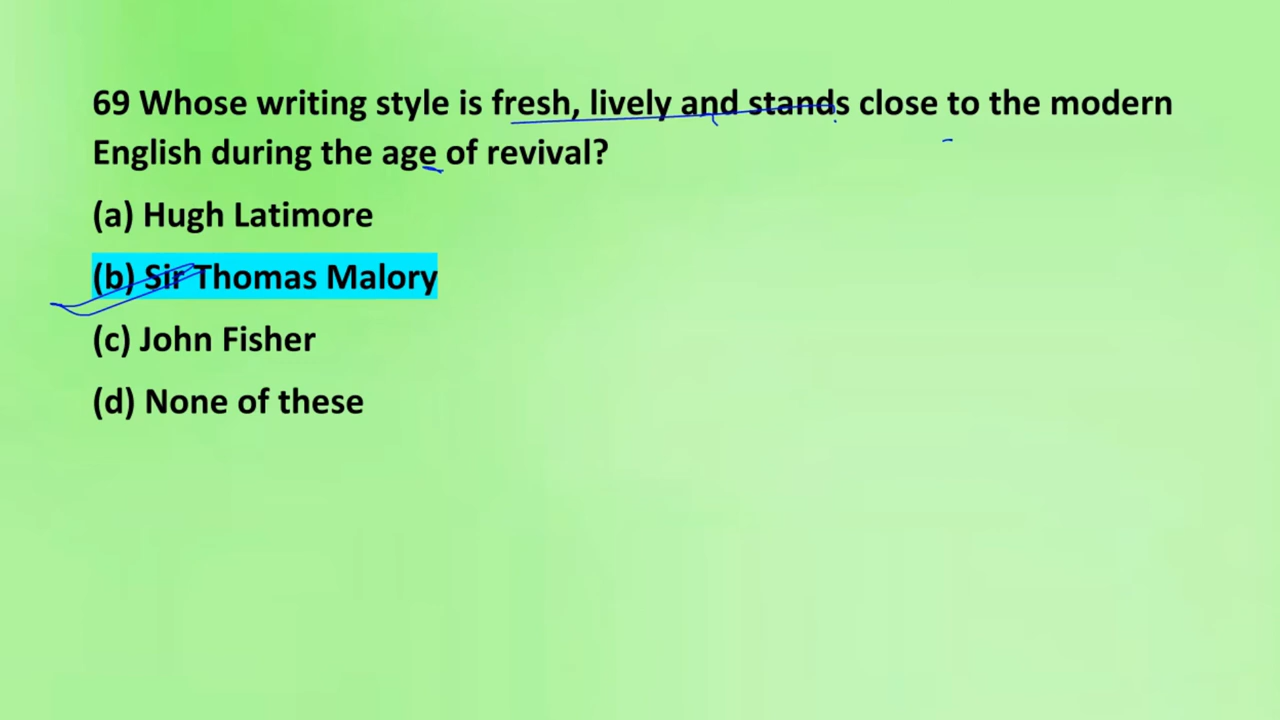 69 Whose writing style is fresh, lively and stands close to the modern
English during the age of revival?
(a) Hugh Latimore
(b) Sir Thomas Malory
(c) John Fisher
(d) None of these